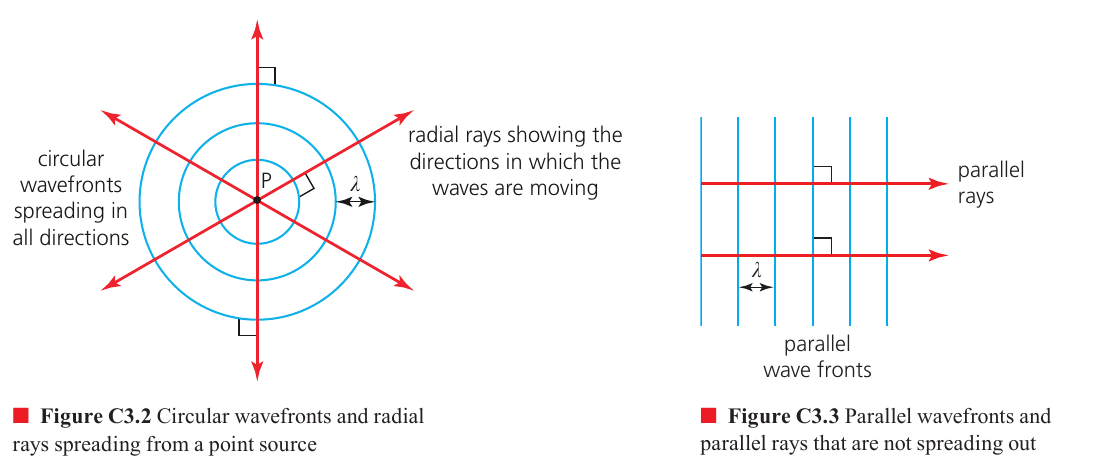 circular
wavefronts
spreading in
all directions
P
λ
radial rays showing the
directions in which the
waves are moving
■ Figure C3.2 Circular wavefronts and radial
rays spreading from a point source
parallel
rays
λ
parallel
wave fronts
■ Figure C3.3 Parallel wavefronts and
parallel rays that are not spreading out